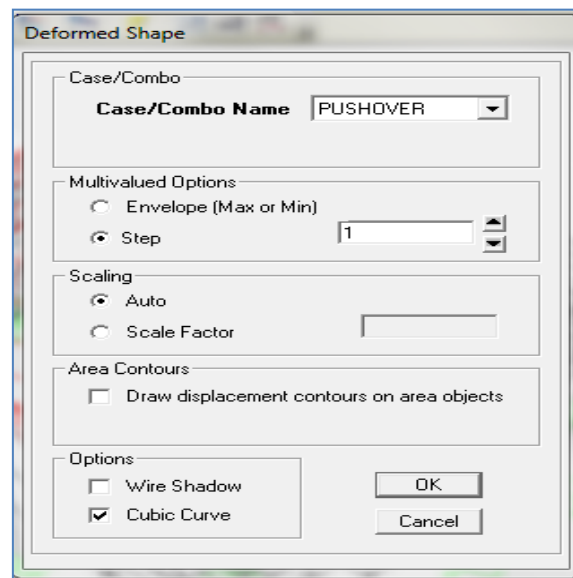 Deformed Shape
Case/Combo
Case/Combo Name PUSHOVER
Multivalued Options
Envelope (Max or Min)
Step 1
Scaling
Auto
Scale Factor
Area Contours
Draw displacement contours on area objects
Options
Wire Shadow
Cubic Curve
OK
Cancel